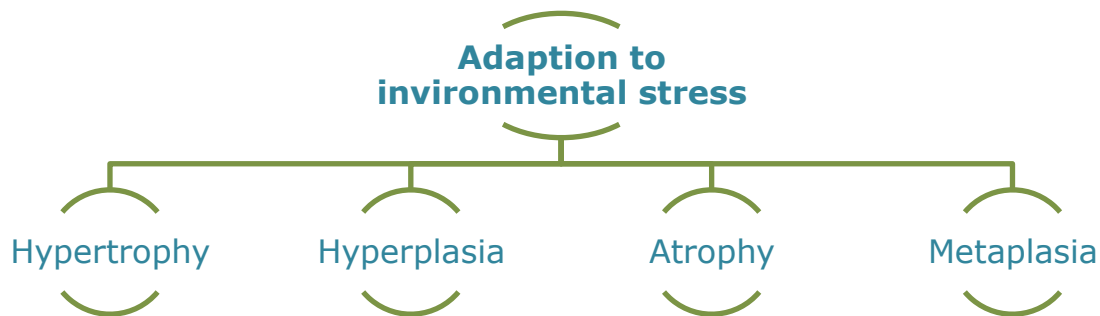 Adaption to
invironmental stress
Hypertrophy
Hyperplasia
Atrophy
Metaplasia